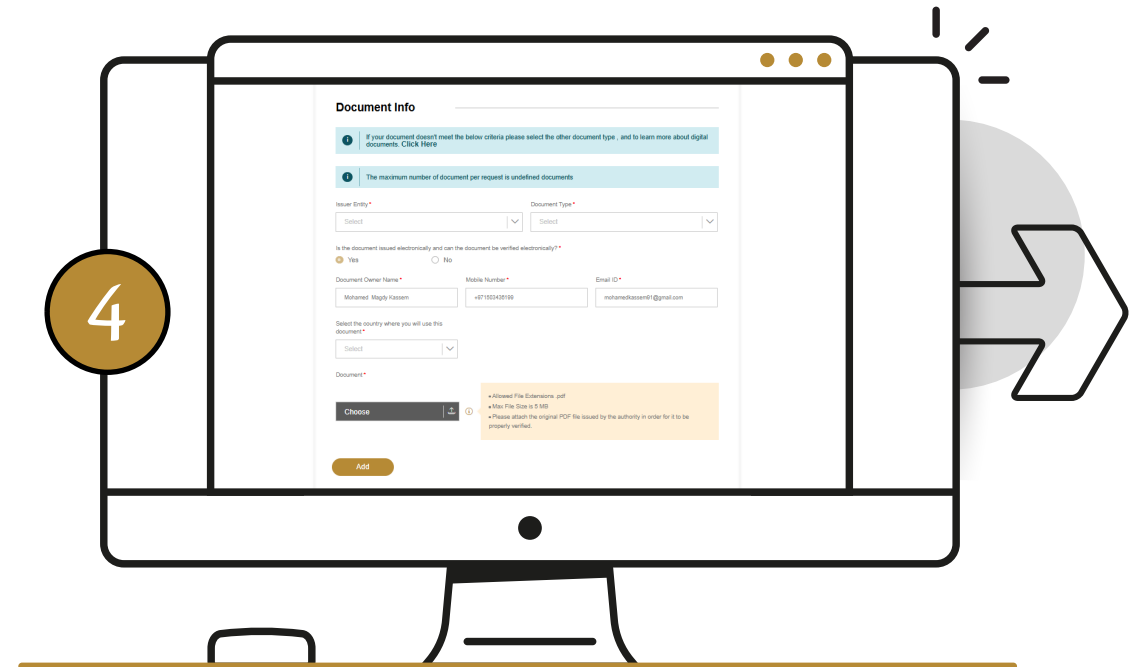 Document Info
If your document doesn't meet the below criteria please select the other document type , and to learn more about digital
documents. Click Here
The maximum number of document per request is undefined documents
Issuer Entity *
Document Type *
Select
Select
Is the document issued electronically and can the document be verified electronically? *
Yes
No
Document Owner Name *
Mobile Number *
Email ID *
Mohamed Magdy Kassem
+971503436199
mohamedkassem91@gmail.com
Select the country where you will use this
document *
Select
Document *
Choose
• Allowed File Extensions .pdf
• Max File Size is 5 MB
• Please attach the original PDF file issued by the authority in order for it to be
properly verified.
Add
4